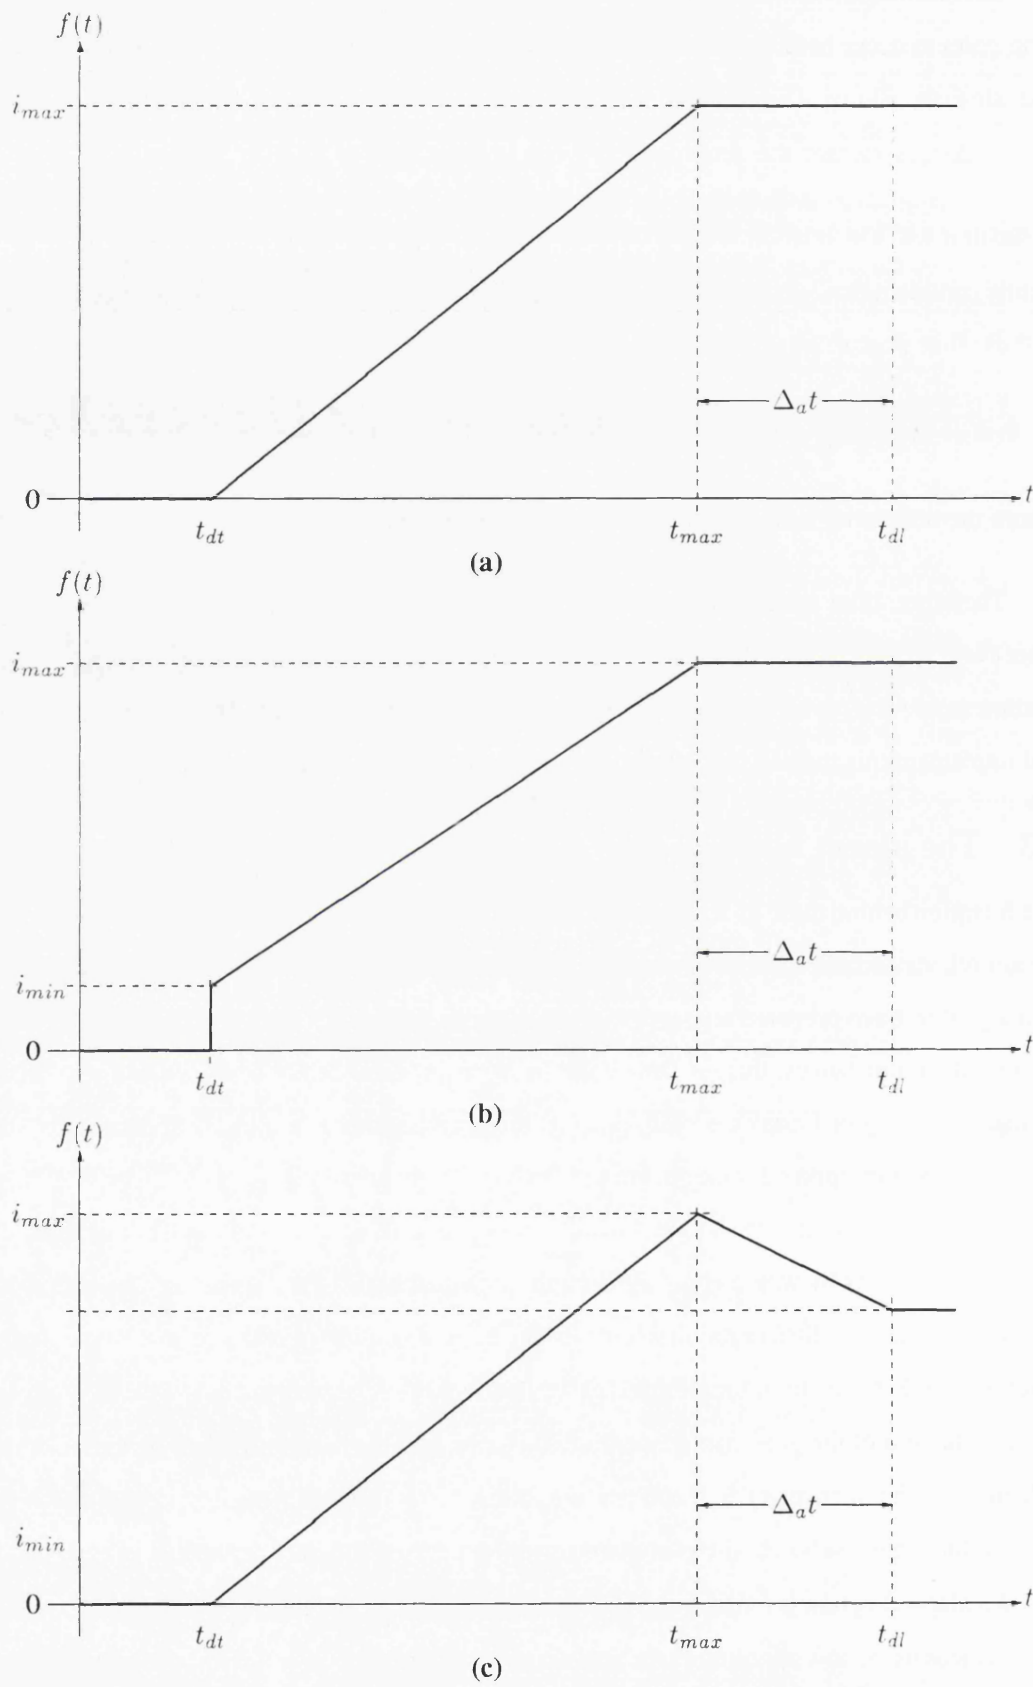 f(t)
i_max
Δ_a t
0
t
t_dt t_max t_dl
(a)
f(t)
i_max
Δ_a t
i_min
0
t
t_dt t_max t_dl
(b)
f(t)
i_max
Δ_a t
i_min
0
t
t_dt t_max t_dl
(c)